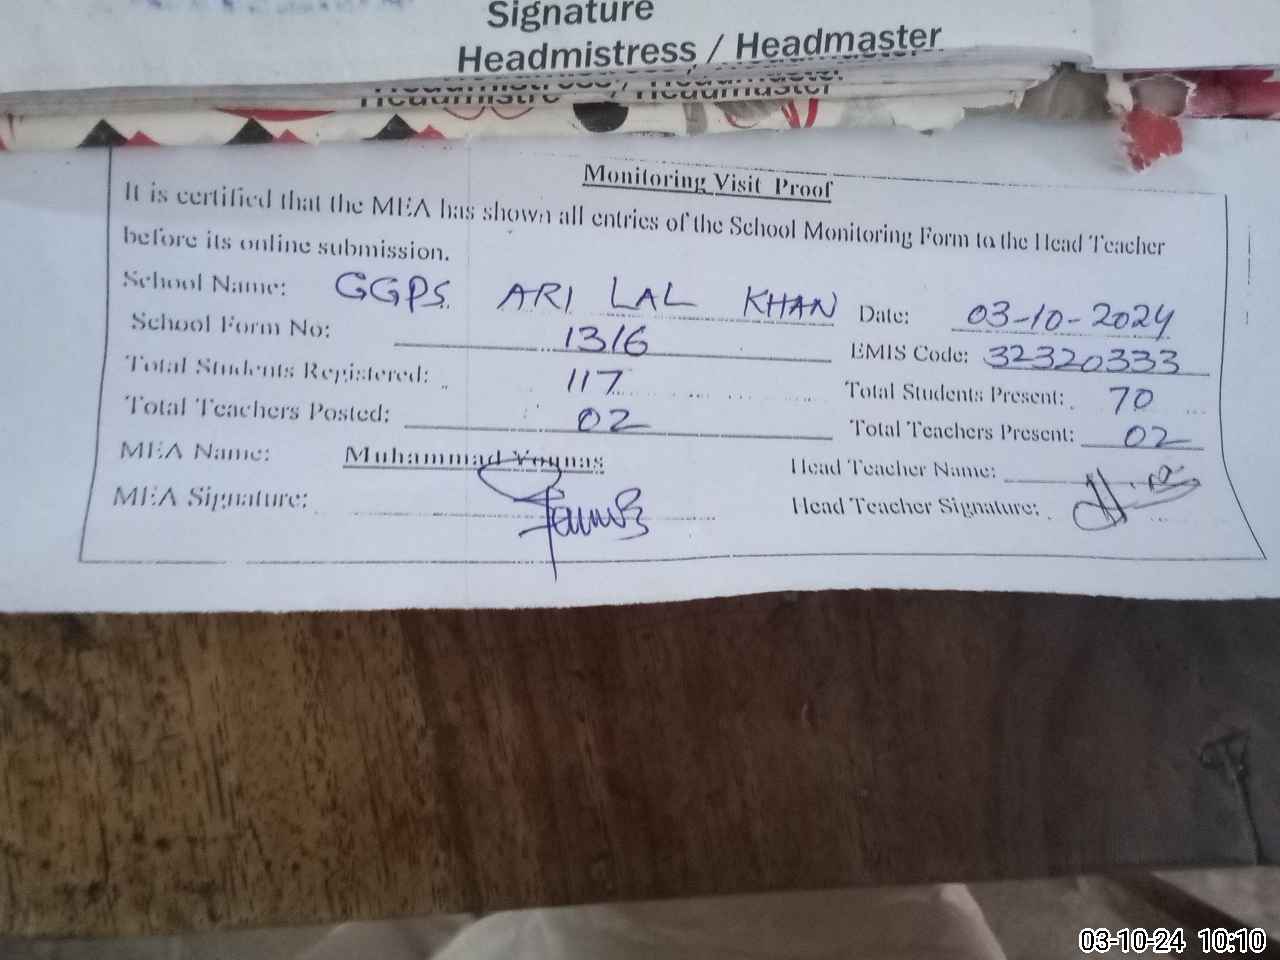 Signature
Headmistress / Headmaster
Monitoring Visit Proof
It is certified that the MEA has shown all entries of the School Monitoring Form to the Head Teacher
before its online submission.
School Name: GGPS ARI LAL KHAN Date: 03-10-2024
School Form No: 1316 EMIS Code: 32320333
Total Students Registered: 117 Total Students Present: 70
Total Teachers Posted: 02 Total Teachers Present: 02
MEA Name: Muhammad Younas Head Teacher Name:
MEA Signature: Head Teacher Signature:
03-10-24 10:10